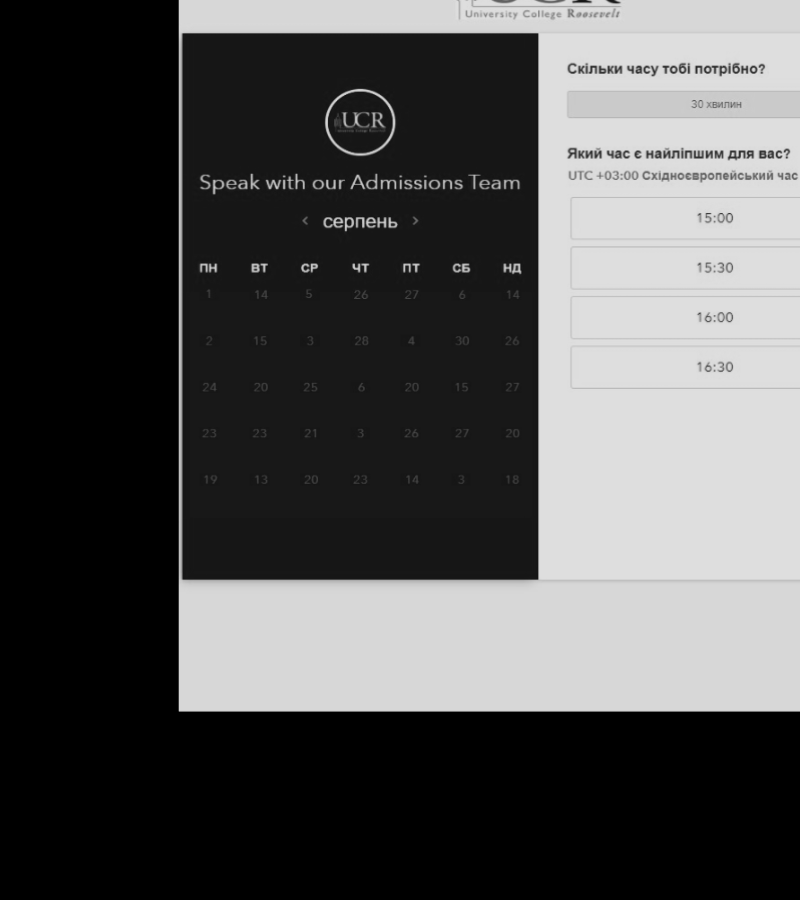 UCR
University College Roosevelt
UCR
Speak with our Admissions Team
< серпень >
ПН ВТ СР ЧТ ПТ СБ НД
1 14 5 26 27 6 14
2 15 3 28 4 30 26
24 20 25 6 20 15 27
23 23 21 3 26 27 20
19 13 20 23 14 3 18
Скільки часу тобі потрібно?
30 хвилин
Який час є найліпшим для вас?
UTC +03:00 Східноєвропейський час
15:00
15:30
16:00
16:30